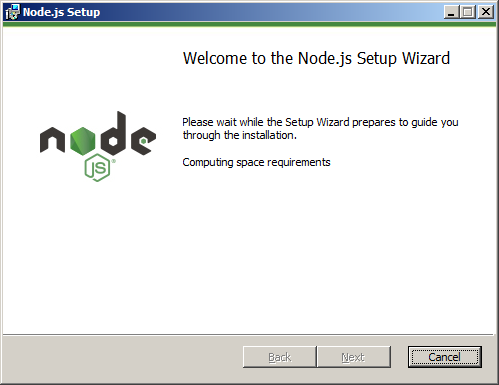 Node.js Setup
Welcome to the Node.js Setup Wizard
Please wait while the Setup Wizard prepares to guide you
through the installation.
Computing space requirements
node
JS
Back Next Cancel